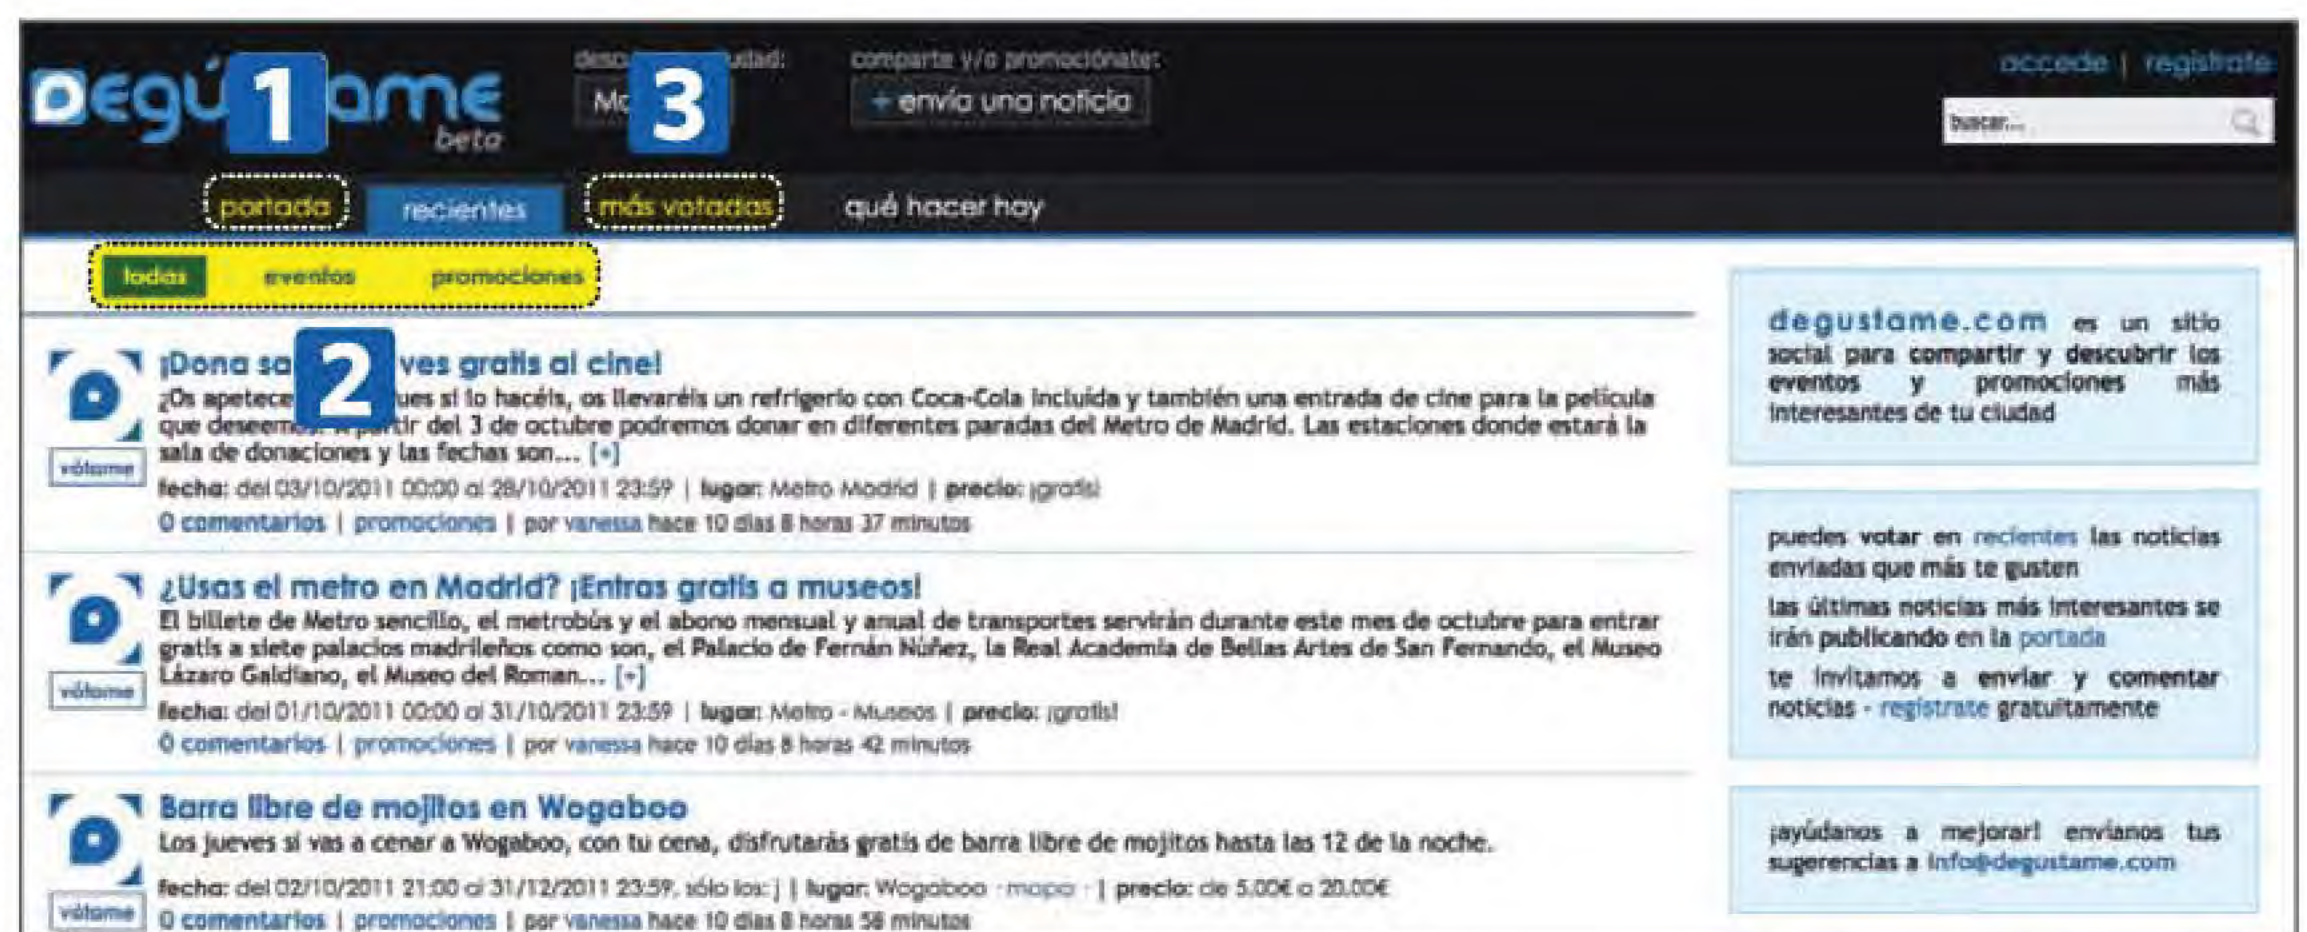 1
3
comparte y/o promociónate:
accede | regístrate
beta
+ envía una noticia
buscar...
portada
recientes
más votadas
qué hacer hoy
todas
eventos
promociones
2
ves gratis al cine!
¿Os apetece ues si lo hacéis, os llevaréis un refrigerio con Coca-Cola incluída y también una entrada de cine para la película
que deseemos. A partir del 3 de octubre podremos donar en diferentes paradas del Metro de Madrid. Las estaciones donde estará la
sala de donaciones y las fechas son... [+]
vótame
fecha: del 03/10/2011 00:00 al 28/10/2011 23:59 | lugar: Metro Madrid | precio: ¡gratis!
0 comentarios | promociones | por vanessa hace 10 días 8 horas 37 minutos
¿Usas el metro en Madrid? ¡Entras gratis a museos!
El billete de Metro sencillo, el metrobús y el abono mensual y anual de transportes servirán durante este mes de octubre para entrar
gratis a siete palacios madrileños como son, el Palacio de Fernán Núñez, la Real Academia de Bellas Artes de San Fernando, el Museo
Lázaro Galdiano, el Museo del Roman... [+]
vótame
fecha: del 01/10/2011 00:00 al 31/10/2011 23:59 | lugar: Metro - Museos | precio: ¡gratis!
0 comentarios | promociones | por vanessa hace 10 días 8 horas 42 minutos
Barra libre de mojitos en Wogaboo
Los jueves si vas a cenar a Wogaboo, con tu cena, disfrutarás gratis de barra libre de mojitos hasta las 12 de la noche.
fecha: del 02/10/2011 21:00 al 31/12/2011 23:59, sólo los: j | lugar: Wogaboo - mapa - | precio: de 5.00€ a 20.00€
vótame
0 comentarios | promociones | por vanessa hace 10 días 8 horas 58 minutos
degustame.com es un sitio
social para compartir y descubrir los
eventos y promociones más
interesantes de tu ciudad
puedes votar en recientes las noticias
enviadas que más te gusten
las últimas noticias más interesantes se
irán publicando en la portada
te invitamos a enviar y comentar
noticias - regístrate gratuitamente
¡ayúdanos a mejorar! envíanos tus
sugerencias a info@degustame.com